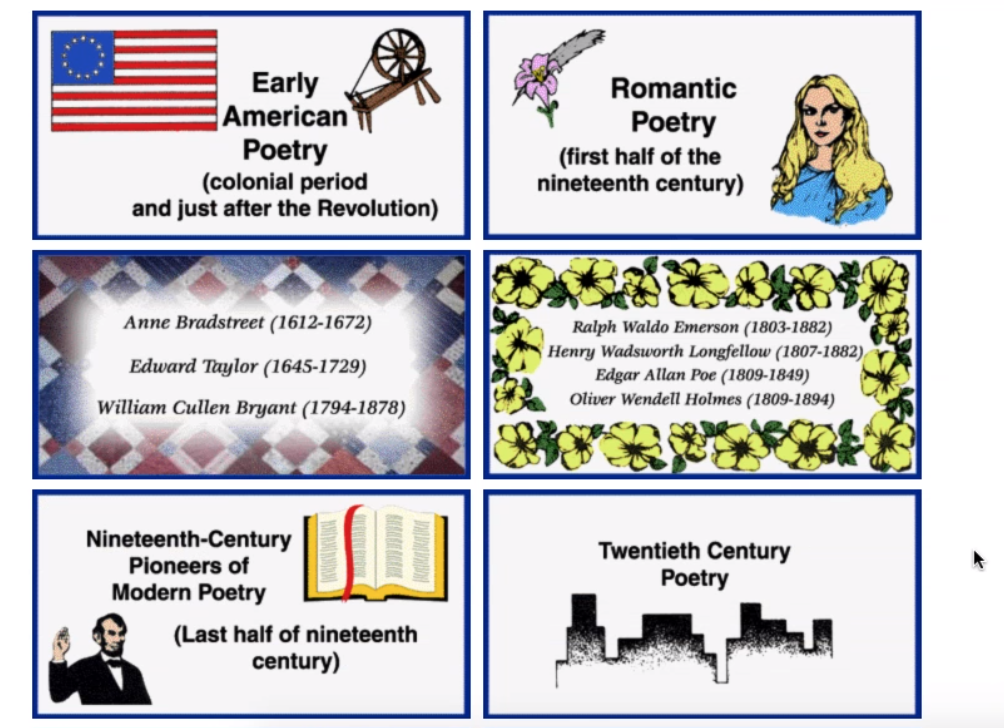 Early
American
Poetry
(colonial period
and just after the Revolution)
Romantic
Poetry
(first half of the
nineteenth century)
Anne Bradstreet (1612-1672)
Edward Taylor (1645-1729)
William Cullen Bryant (1794-1878)
Ralph Waldo Emerson (1803-1882)
Henry Wadsworth Longfellow (1807-1882)
Edgar Allan Poe (1809-1849)
Oliver Wendell Holmes (1809-1894)
Nineteenth-Century
Pioneers of
Modern Poetry
(Last half of nineteenth
century)
Twentieth Century
Poetry